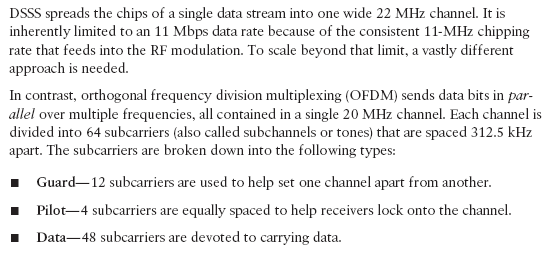 DSSS spreads the chips of a single data stream into one wide 22 MHz channel. It is
inherently limited to an 11 Mbps data rate because of the consistent 11-MHz chipping
rate that feeds into the RF modulation. To scale beyond that limit, a vastly different
approach is needed.
In contrast, orthogonal frequency division multiplexing (OFDM) sends data bits in par-
allel over multiple frequencies, all contained in a single 20 MHz channel. Each channel is
divided into 64 subcarriers (also called subchannels or tones) that are spaced 312.5 kHz
apart. The subcarriers are broken down into the following types:
■ Guard—12 subcarriers are used to help set one channel apart from another.
■ Pilot—4 subcarriers are equally spaced to help receivers lock onto the channel.
■ Data—48 subcarriers are devoted to carrying data.